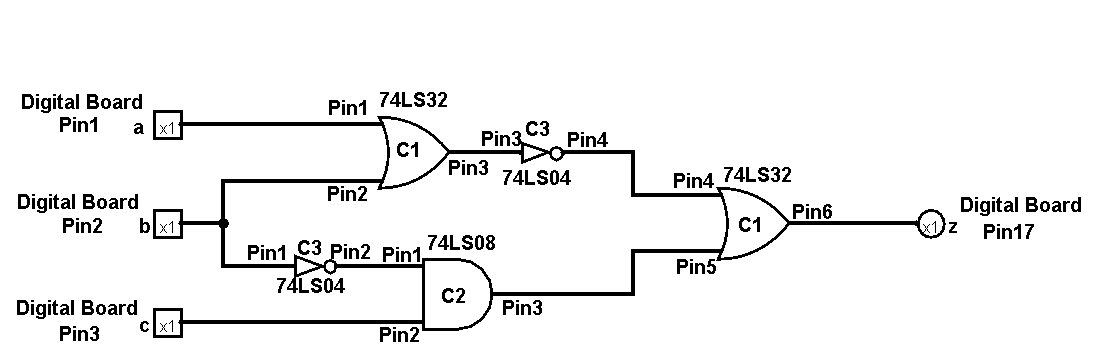 Digital Board
Pin1
a
x1
Pin1
74LS32
C1
Pin2
Pin3
Pin3
C3
74LS04
Pin4
Digital Board
Pin2
b
x1
Pin1
C3
74LS04
Pin2
Pin1
74LS08
C2
Pin2
Pin3
Digital Board
Pin3
c
x1
Pin4
74LS32
C1
Pin5
Pin6
x1
z
Digital Board
Pin17